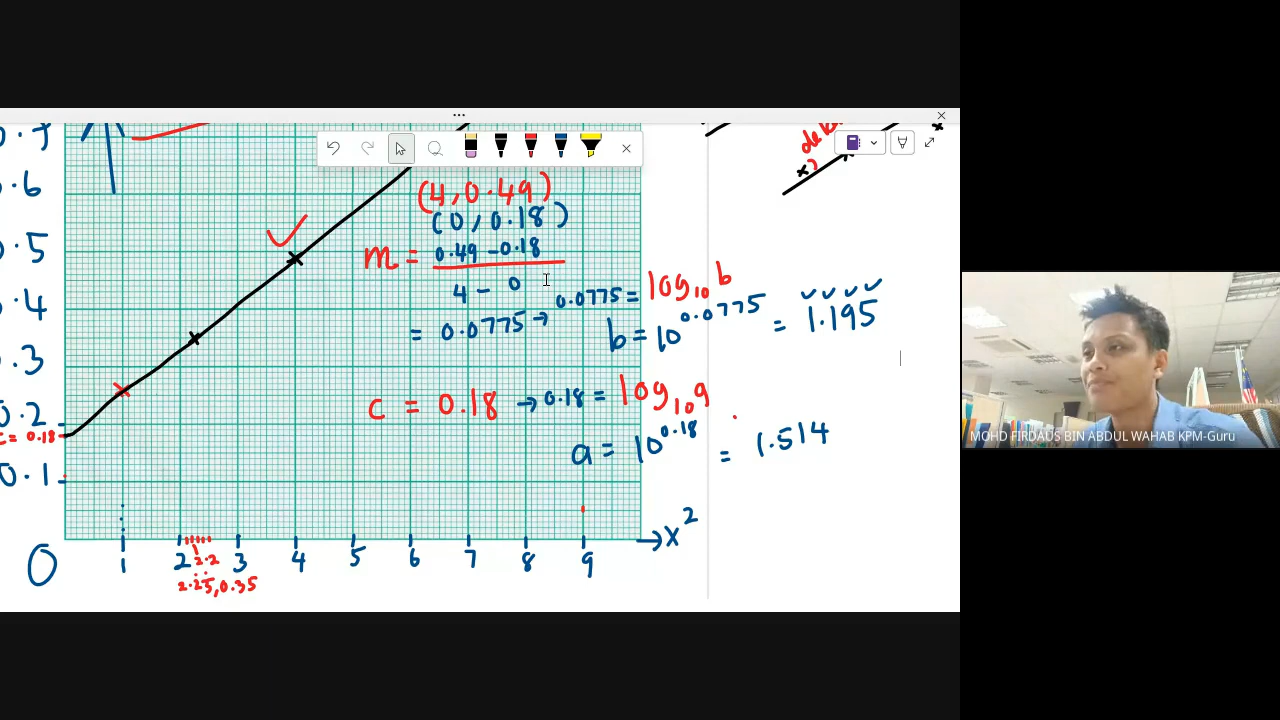 0.7
0.6
0.5
0.4
0.3
0.2
c = 0.18
0.1
0
1 2 3 4 5 6 7 8 9 → x²
2.2
2.25, 0.35
(4, 0.49)
(0, 0.18)
m = 0.49 - 0.18
4 - 0
= 0.0775 → 0.0775 = log₁₀ b
b = 10^0.0775 = 1.195
c = 0.18 → 0.18 = log₁₀ a
a = 10^0.18 = 1.514
MOHD FIRDAUS BIN ABDUL WAHAB KPM-Guru